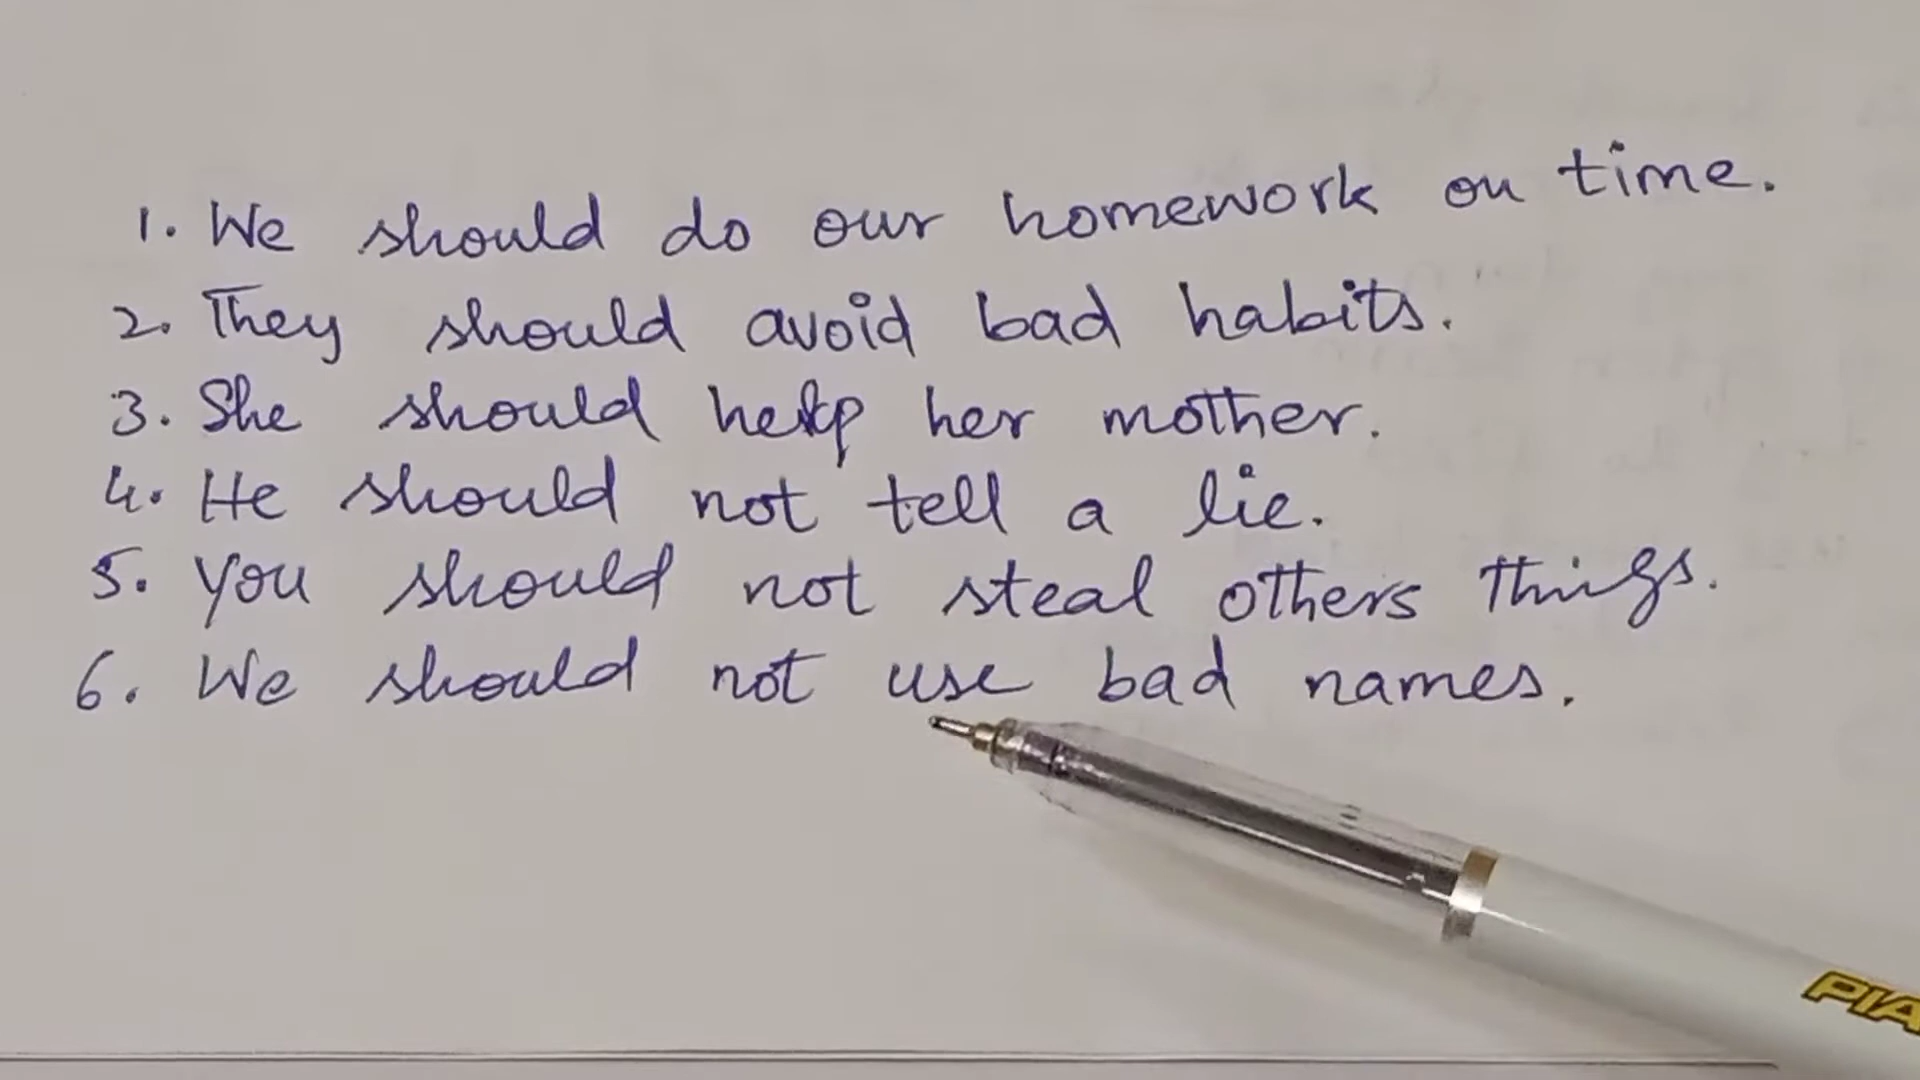 1. We should do our homework on time.
2. They should avoid bad habits.
3. She should help her mother.
4. He should not tell a lie.
5. You should not steal others things.
6. We should not use bad names.
PIA